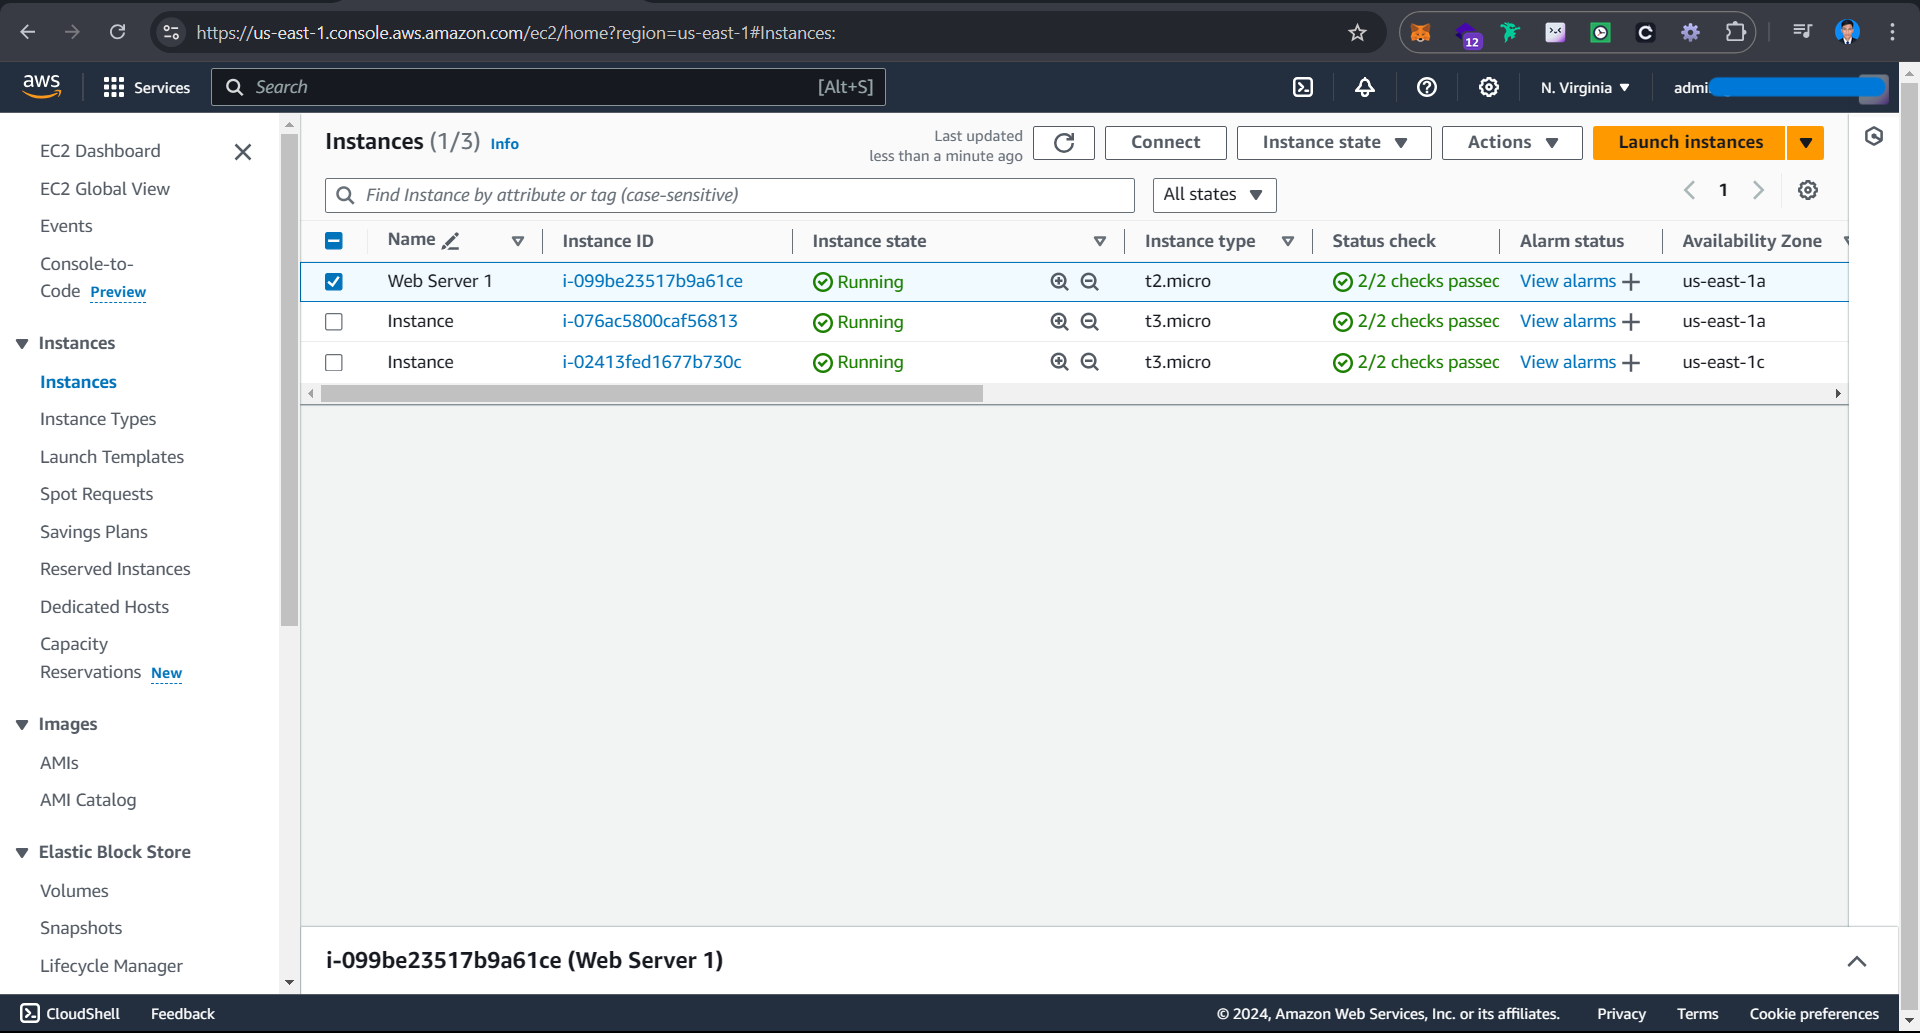 https://us-east-1.console.aws.amazon.com/ec2/home?region=us-east-1#Instances:
12
aws
Services
Search
[Alt+S]
N. Virginia
admi
EC2 Dashboard
EC2 Global View
Events
Console-to-
Code Preview
Instances
Instances
Instance Types
Launch Templates
Spot Requests
Savings Plans
Reserved Instances
Dedicated Hosts
Capacity
Reservations New
Images
AMIs
AMI Catalog
Elastic Block Store
Volumes
Snapshots
Lifecycle Manager
Instances (1/3) Info
Last updated
less than a minute ago
Connect
Instance state
Actions
Launch instances
Find Instance by attribute or tag (case-sensitive)
All states
1
Name Instance ID Instance state Instance type Status check Alarm status Availability Zone
Web Server 1 i-099be23517b9a61ce Running t2.micro 2/2 checks passec View alarms us-east-1a
Instance i-076ac5800caf56813 Running t3.micro 2/2 checks passec View alarms us-east-1a
Instance i-02413fed1677b730c Running t3.micro 2/2 checks passec View alarms us-east-1c
i-099be23517b9a61ce (Web Server 1)
CloudShell
Feedback
© 2024, Amazon Web Services, Inc. or its affiliates.
Privacy
Terms
Cookie preferences